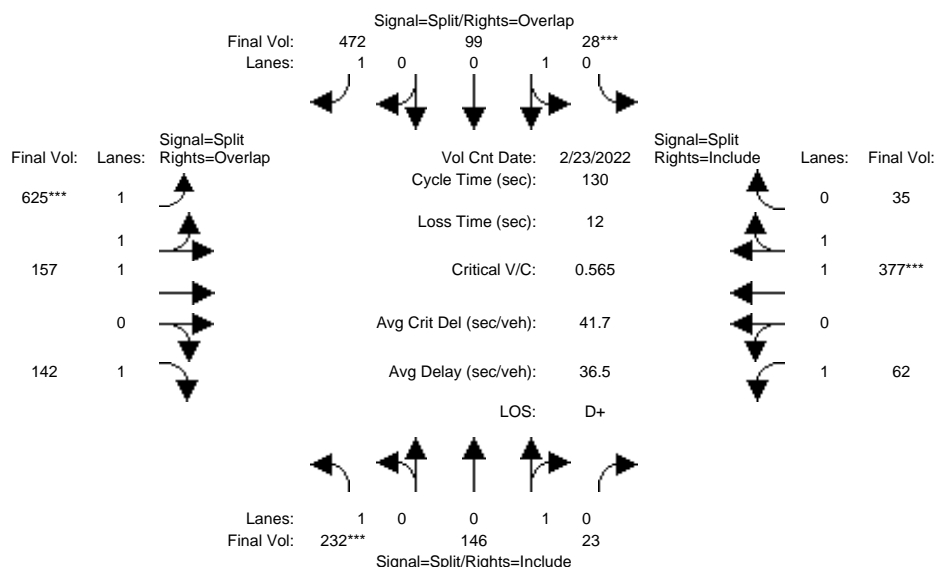 Signal=Split/Rights=Overlap
Final Vol: 472 99 28***
Lanes: 1 0 0 1 0
Signal=Split Signal=Split
Final Vol: Lanes: Rights=Overlap Vol Cnt Date: 2/23/2022 Rights=Include Lanes: Final Vol:
Cycle Time (sec): 130
625*** 1 0 35
Loss Time (sec): 12
1 1
157 1 Critical V/C: 0.565 1 377***
0 Avg Crit Del (sec/veh): 41.7 0
142 1 Avg Delay (sec/veh): 36.5 1 62
LOS: D+
Lanes: 1 0 0 1 0
Final Vol: 232*** 146 23
Signal=Split/Rights=Include